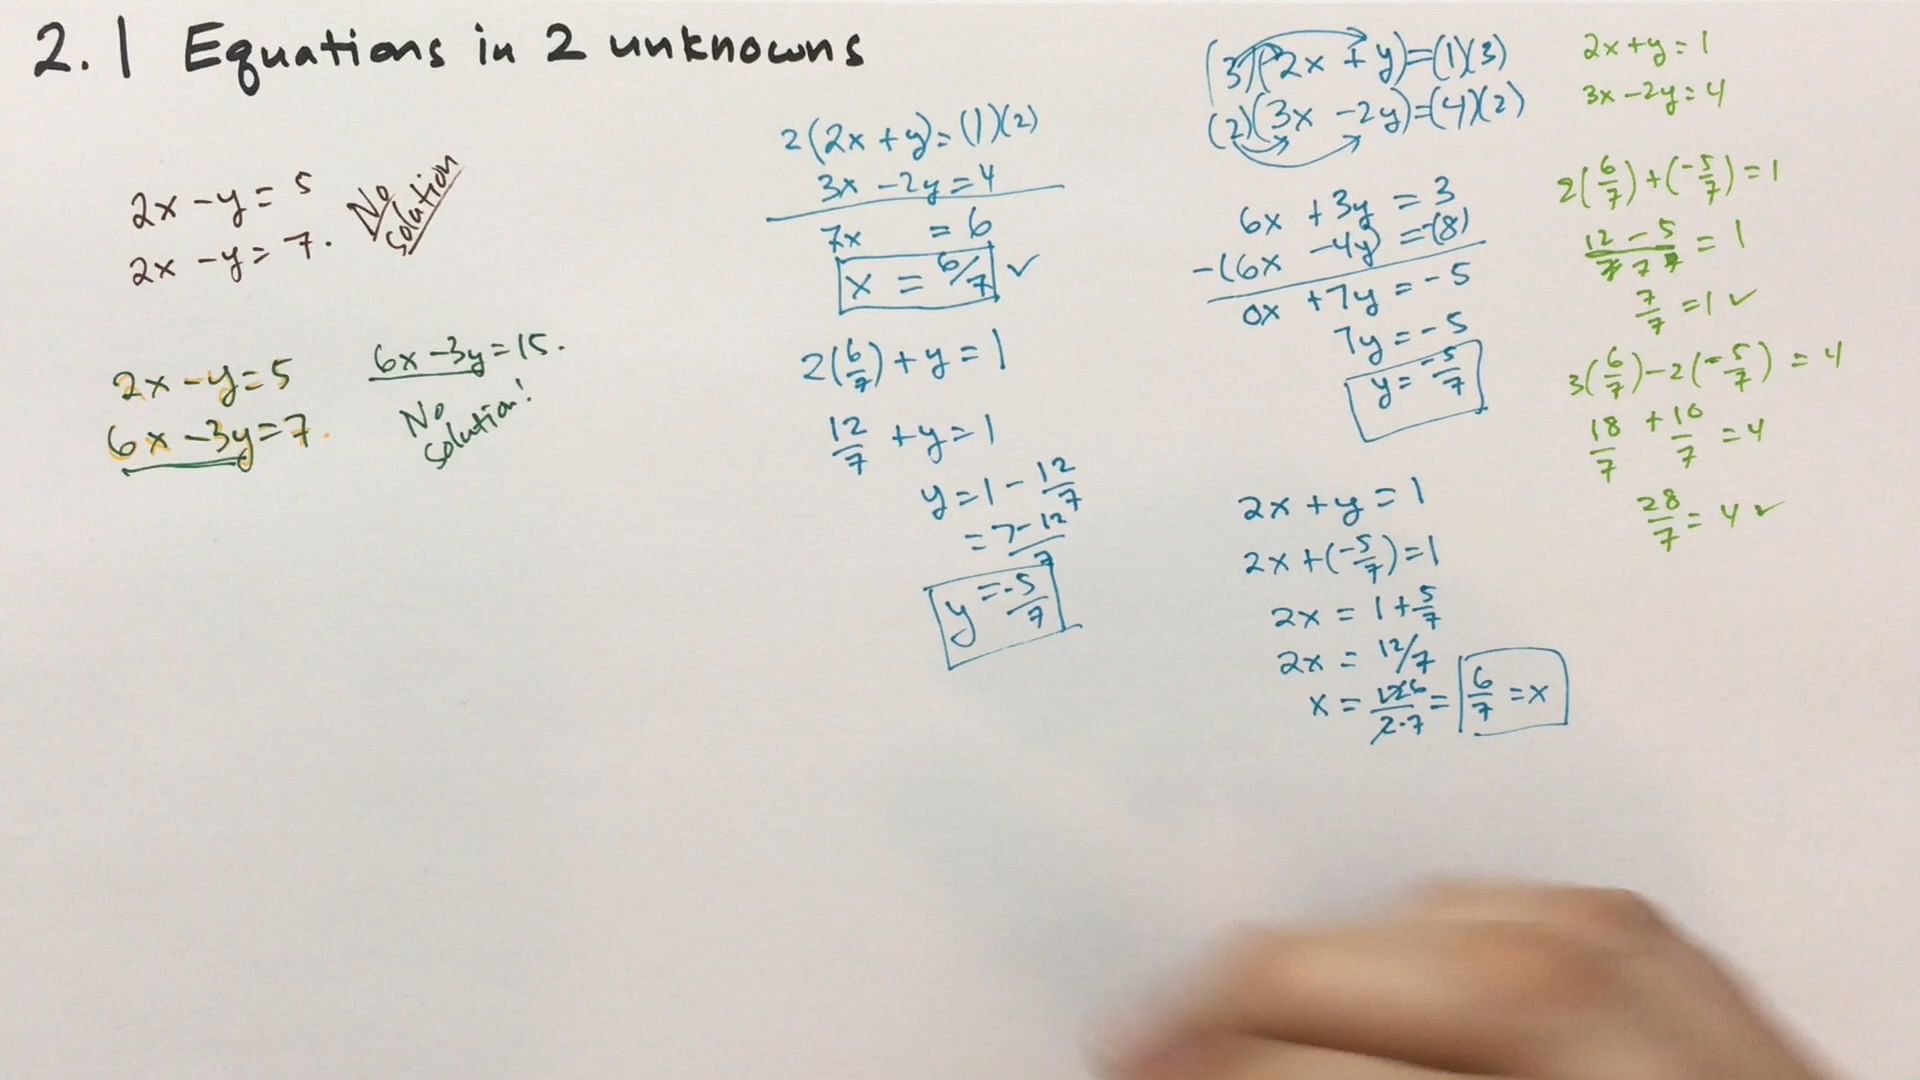 2.1 Equations in 2 unknowns
2x - y = 5
2x - y = 7.
No
solution
2x - y = 5
6x - 3y = 7.
6x - 3y = 15.
No
solution!
2(2x + y) = (1)(2)
3x - 2y = 4
7x = 6
x = 6/7 ✓
2(6/7) + y = 1
12/7 + y = 1
y = 1 - 12/7
= 7-12/7
y = -5/7
(3)(2x + y) = (1)(3)
(2)(3x - 2y) = (4)(2)
6x + 3y = 3
-(6x - 4y) = -(8)
0x + 7y = -5
7y = -5
y = -5/7
2x + y = 1
2x + (-5/7) = 1
2x = 1 + 5/7
2x = 12/7
x = 12 6/2·7 = 6/7 = x
2x + y = 1
3x - 2y = 4
2(6/7) + (-5/7) = 1
12 - 5/7 = 1
7/7 = 1 ✓
3(6/7) - 2(-5/7) = 4
18/7 + 10/7 = 4
28/7 = 4 ✓